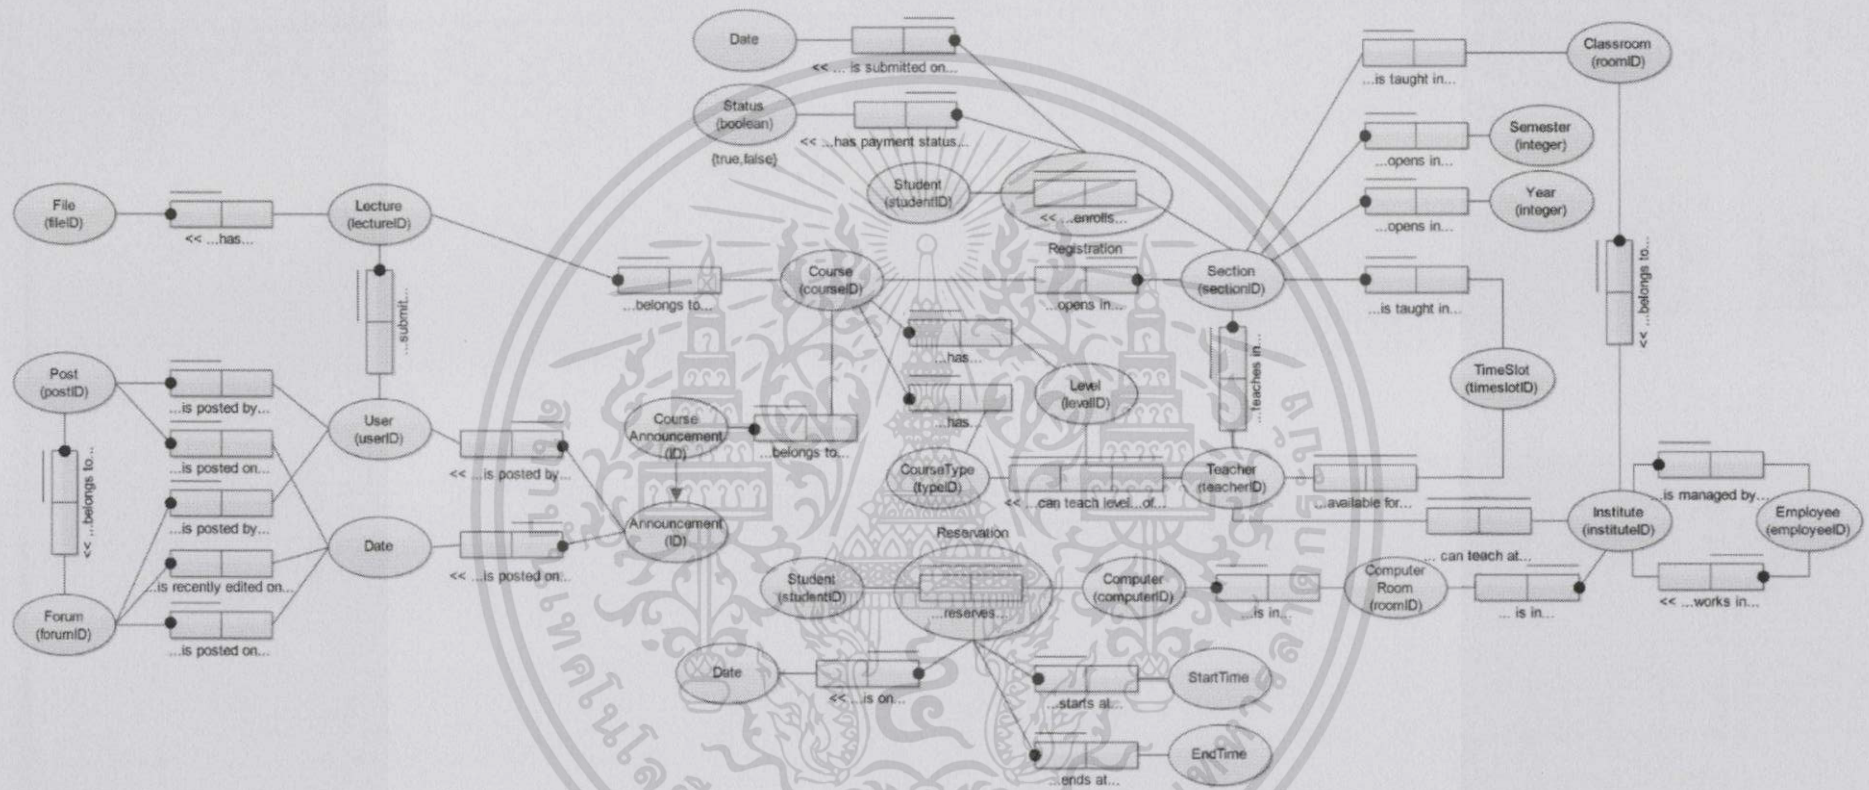 Date
<< ... is submitted on...
Status
(boolean)
{true,false}
<< ...has payment status...
Student
(studentID)
<< ...enrolls...
Registration
...is taught in...
Classroom
(roomID)
...opens in...
Semester
(integer)
...opens in...
Year
(integer)
File
(fileID)
<< ...has...
Lecture
(lectureID)
...submit...
...belongs to...
Course
(courseID)
...opens in...
Section
(sectionID)
...is taught in...
<< ...belongs to...
...has...
...has...
Level
(levelID)
...teaches in...
TimeSlot
(timeslotID)
Post
(postID)
...is posted by...
User
(userID)
...is posted on...
<< ...belongs to...
...is posted by...
<< ...is posted by...
Course
Announcement
(ID)
...belongs to...
CourseType
(typeID)
<< ...can teach level...of...
Teacher
(teacherID)
...available for...
...is managed by...
Institute
(instituteID)
Employee
(employeeID)
... can teach at...
<< ...works in...
Date
<< ...is posted on...
Announcement
(ID)
...is recently edited on...
Forum
(forumID)
...is posted on...
Reservation
Student
(studentID)
...reserves...
Computer
(computerID)
...is in...
Computer
Room
(roomID)
... is in...
Date
<< ...is on...
...starts at...
StartTime
...ends at...
EndTime